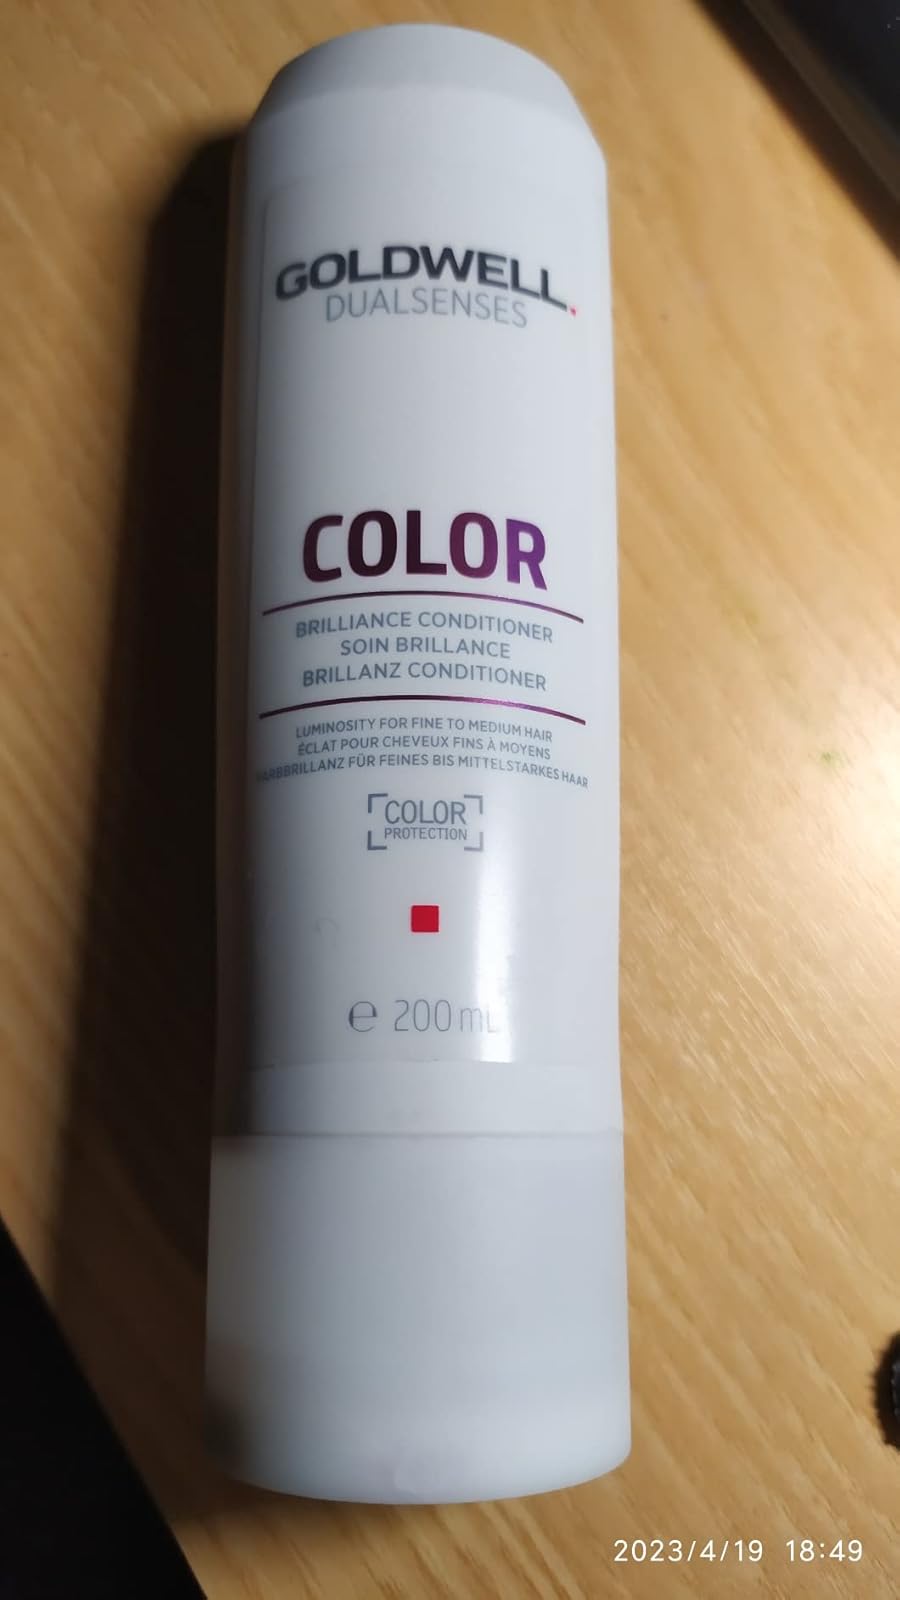 GOLDWELL.
DUALSENSES
COLOR
BRILLIANCE CONDITIONER
SOIN BRILLANCE
BRILLANZ CONDITIONER
LUMINOSITY FOR FINE TO MEDIUM HAIR
ÉCLAT POUR CHEVEUX FINS À MOYENS
FARBBRILLANZ FÜR FEINES BIS MITTELSTARKES HAAR
COLOR
PROTECTION
℮ 200 mL
2023/4/19 18:49